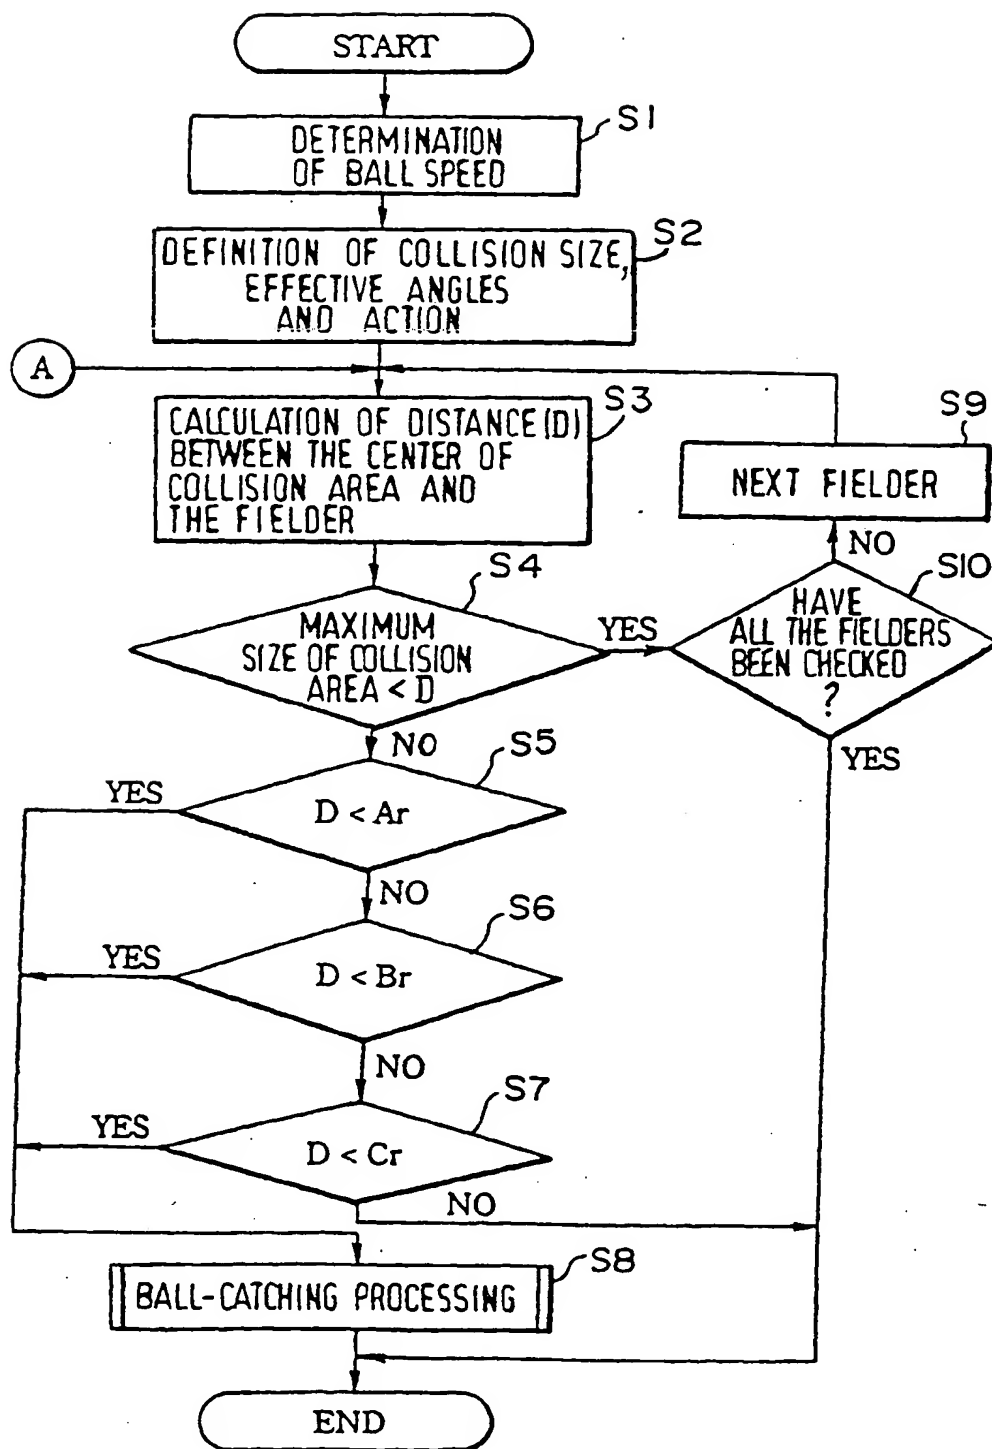 START
S1
DETERMINATION
OF BALL SPEED
S2
DEFINITION OF COLLISION SIZE,
EFFECTIVE ANGLES
AND ACTION
A
S3
CALCULATION OF DISTANCE(D)
BETWEEN THE CENTER OF
COLLISION AREA AND
THE FIELDER
S9
NEXT FIELDER
NO
S4
MAXIMUM
SIZE OF COLLISION
AREA < D
YES
S10
HAVE
ALL THE FIELDERS
BEEN CHECKED
?
YES
NO
S5
D < Ar
YES
NO
S6
D < Br
YES
NO
S7
D < Cr
YES
NO
S8
BALL-CATCHING PROCESSING
END